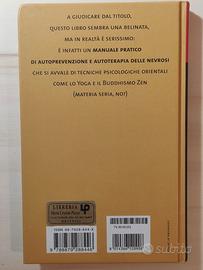 A GIUDICARE DAL TITOLO,
QUESTO LIBRO SEMBRA UNA BELINATA,
MA IN REALTÀ È SERISSIMO:
È INFATTI UN MANUALE PRATICO
DI AUTOPREVENZIONE E AUTOTERAPIA DELLE NEVROSI
CHE SI AVVALE DI TECNICHE PSICOLOGICHE ORIENTALI
COME LO YOGA E IL BUDDHISMO ZEN
(MATERIA SERIA, NO?)
LIBRERIA
subito